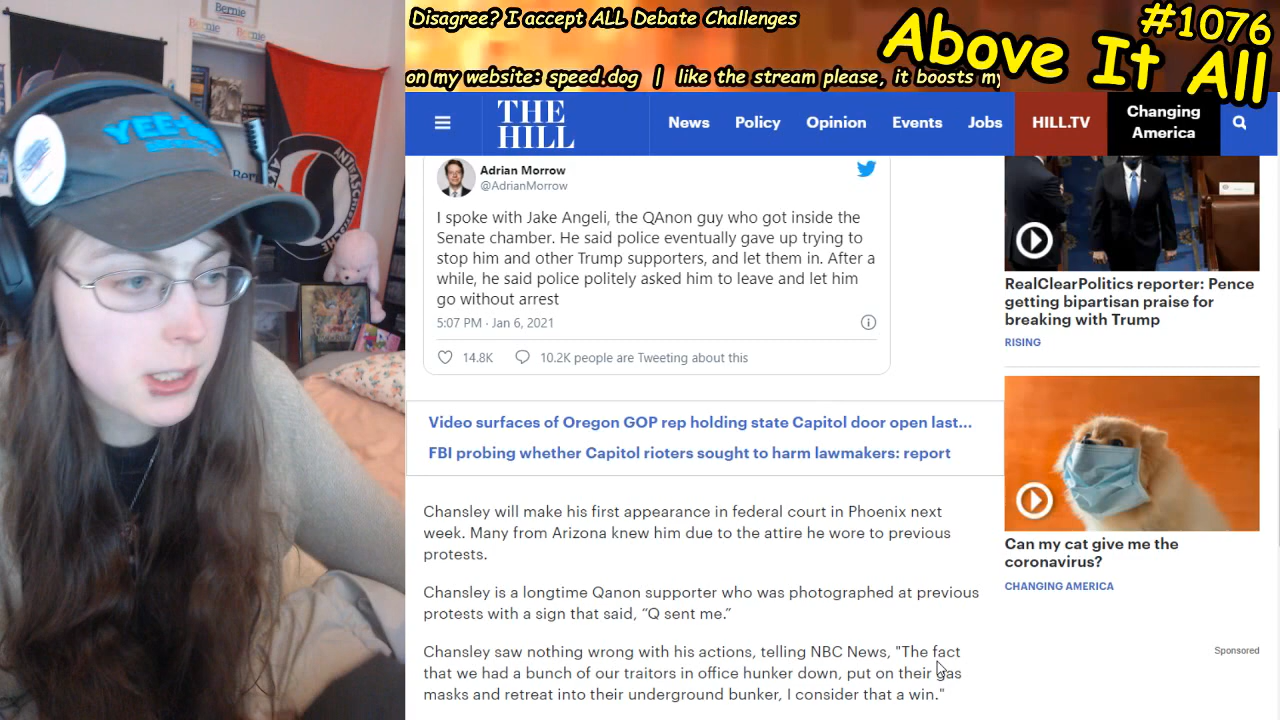 Bernie
Bernie
Bernie
YEE-
ANTIFASCHISTISCHE
Disagree? I accept ALL Debate Challenges
#1076
Above It All
on my website: speed.dog | like the stream please, it boosts my
THE HILL
News
Policy
Opinion
Events
Jobs
HILL.TV
Changing America
Adrian Morrow
@AdrianMorrow
I spoke with Jake Angeli, the QAnon guy who got inside the
Senate chamber. He said police eventually gave up trying to
stop him and other Trump supporters, and let them in. After a
while, he said police politely asked him to leave and let him
go without arrest
5:07 PM · Jan 6, 2021
14.8K
10.2K people are Tweeting about this
Video surfaces of Oregon GOP rep holding state Capitol door open last...
FBI probing whether Capitol rioters sought to harm lawmakers: report
Chansley will make his first appearance in federal court in Phoenix next
week. Many from Arizona knew him due to the attire he wore to previous
protests.
Chansley is a longtime Qanon supporter who was photographed at previous
protests with a sign that said, “Q sent me.”
Chansley saw nothing wrong with his actions, telling NBC News, "The fact
that we had a bunch of our traitors in office hunker down, put on their gas
masks and retreat into their underground bunker, I consider that a win."
RealClearPolitics reporter: Pence
getting bipartisan praise for
breaking with Trump
RISING
Can my cat give me the
coronavirus?
CHANGING AMERICA
Sponsored